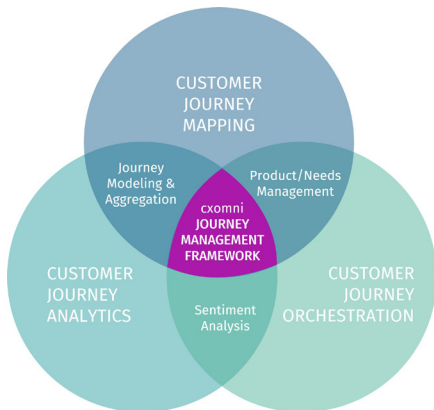 CUSTOMER
JOURNEY
MAPPING
Journey
Modeling &
Aggregation
Product/Needs
Management
cxomni
JOURNEY
MANAGEMENT
FRAMEWORK
CUSTOMER
JOURNEY
ANALYTICS
CUSTOMER
JOURNEY
ORCHESTRATION
Sentiment
Analysis